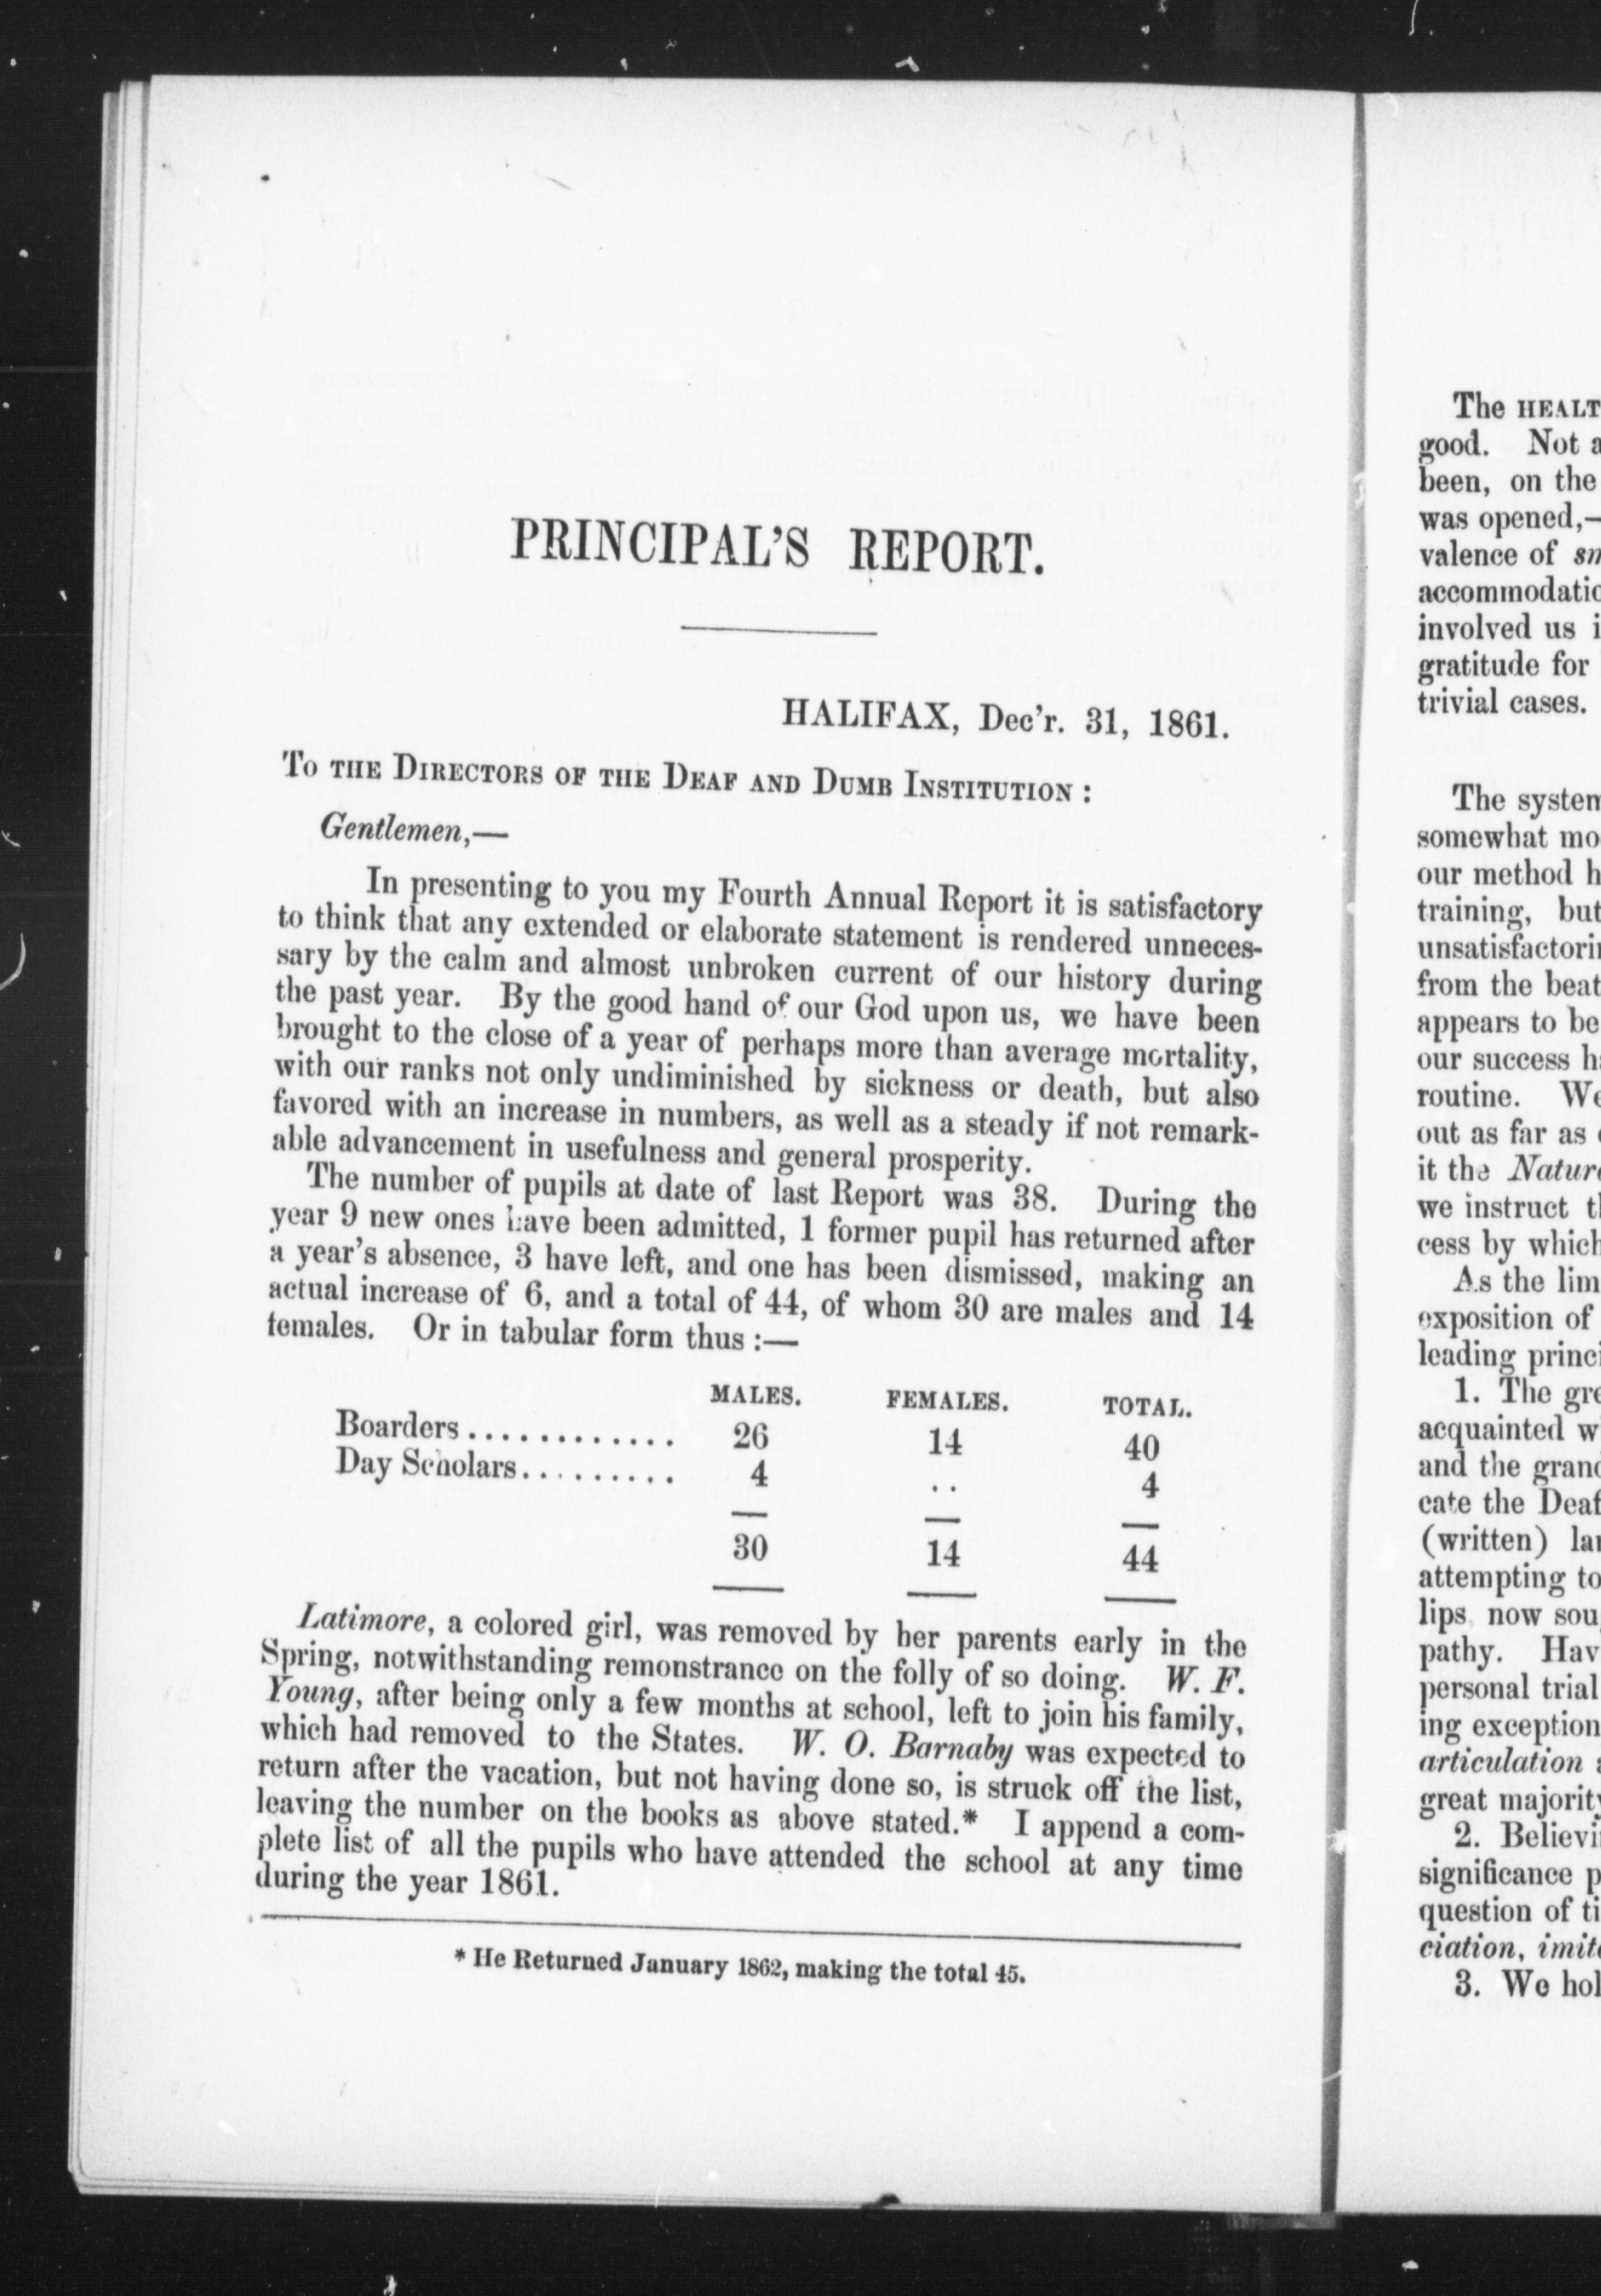 PRINCIPAL'S REPORT.
HALIFAX, Dec'r. 31, 1861.
TO THE DIRECTORS OF THE DEAF AND DUMB INSTITUTION :
Gentlemen,—
In presenting to you my Fourth Annual Report it is satisfactory
to think that any extended or elaborate statement is rendered unneces-
sary by the calm and almost unbroken current of our history during
the past year. By the good hand of our God upon us, we have been
brought to the close of a year of perhaps more than average mortality,
with our ranks not only undiminished by sickness or death, but also
favored with an increase in numbers, as well as a steady if not remark-
able advancement in usefulness and general prosperity.
The number of pupils at date of last Report was 38. During the
year 9 new ones have been admitted, 1 former pupil has returned after
a year's absence, 3 have left, and one has been dismissed, making an
actual increase of 6, and a total of 44, of whom 30 are males and 14
females. Or in tabular form thus :—
MALES. FEMALES. TOTAL.
Boarders ............ 26 14 40
Day Scholars......... 4 .. 4
30 14 44
Latimore, a colored girl, was removed by her parents early in the
Spring, notwithstanding remonstrance on the folly of so doing. W. F.
Young, after being only a few months at school, left to join his family,
which had removed to the States. W. O. Barnaby was expected to
return after the vacation, but not having done so, is struck off the list,
leaving the number on the books as above stated.* I append a com-
plete list of all the pupils who have attended the school at any time
during the year 1861.
* He Returned January 1862, making the total 45.
The HEALT
good. Not a
been, on the
was opened,—
valence of sm
accommodatio
involved us i
gratitude for
trivial cases.
The system
somewhat mo
our method h
training, but
unsatisfactorin
from the beat
appears to be
our success ha
routine. We
out as far as
it the Natur
we instruct th
cess by which
As the lim
exposition of
leading princi
1. The gre
acquainted w
and the grand
cate the Deaf
(written) lan
attempting to
lips now sou
pathy. Hav
personal trial
ing exception
articulation a
great majority
2. Believi
significance p
question of ti
ciation, imit
3. We hol